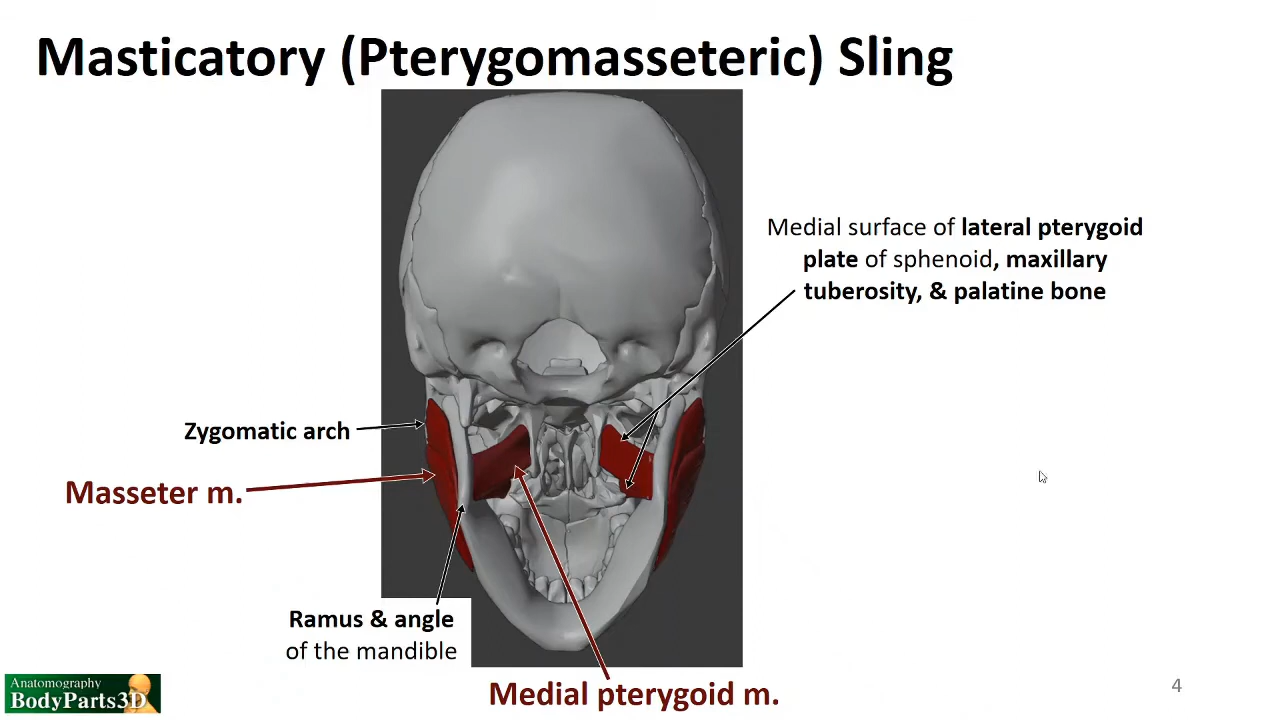 Masticatory (Pterygomasseteric) Sling
Medial surface of lateral pterygoid
plate of sphenoid, maxillary
tuberosity, & palatine bone
Zygomatic arch
Masseter m.
Ramus & angle
of the mandible
Medial pterygoid m.
Anatomography
BodyParts3D
4